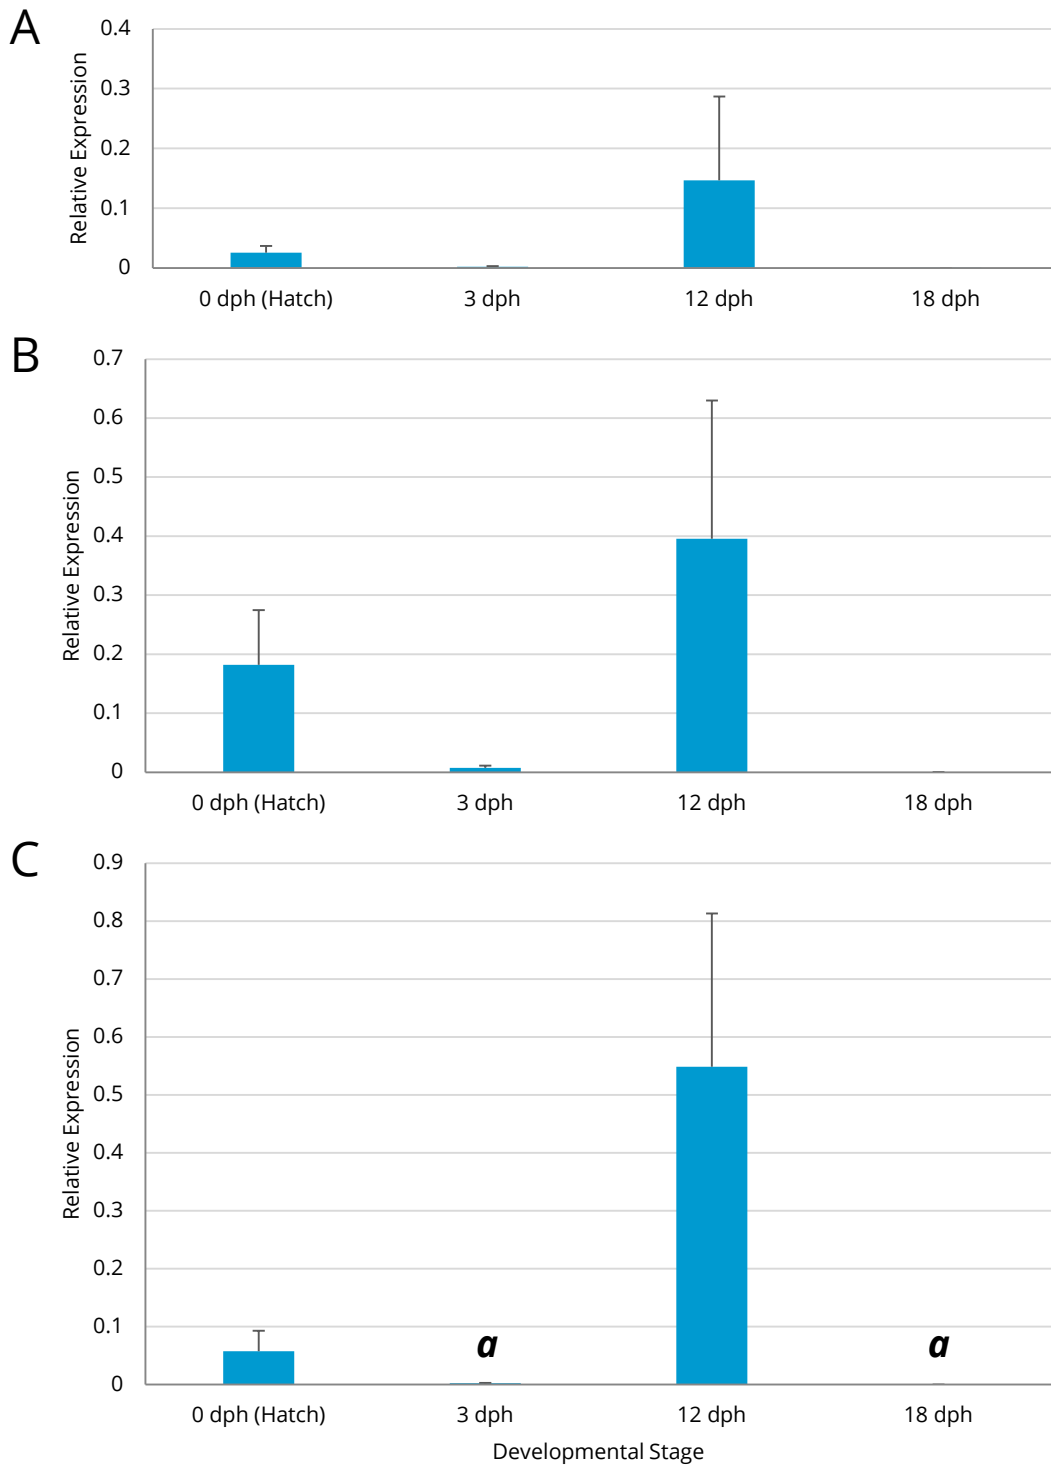 A
Relative Expression
0.4
0.3
0.2
0.1
0
0 dph (Hatch) 3 dph 12 dph 18 dph
B
Relative Expression
0.7
0.6
0.5
0.4
0.3
0.2
0.1
0
0 dph (Hatch) 3 dph 12 dph 18 dph
C
Relative Expression
0.9
0.8
0.7
0.6
0.5
0.4
0.3
0.2
0.1
0
a a
0 dph (Hatch) 3 dph 12 dph 18 dph
Developmental Stage